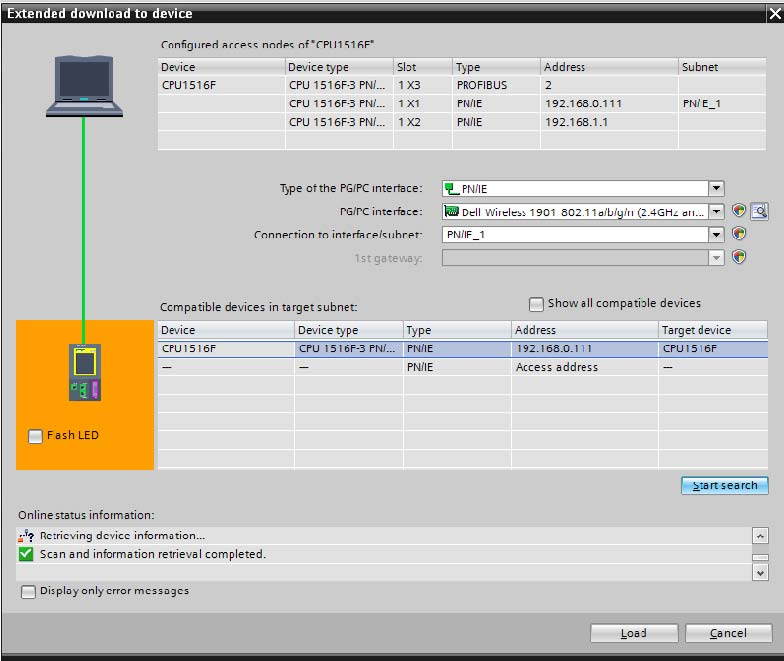 Extended download to device
Configured access nodes of "CPU1516F"
Device Device type Slot Type Address Subnet
CPU1516F CPU 1516F-3 PN/... 1 X3 PROFIBUS 2
CPU 1516F-3 PN/... 1 X1 PN/IE 192.168.0.111 PN/IE_1
CPU 1516F-3 PN/... 1 X2 PN/IE 192.168.1.1
Type of the PG/PC interface: PN/IE
PG/PC interface: Dell Wireless 1901 802.11a/b/g/n (2.4GHz an...
Connection to interface/subnet: PN/IE_1
1st gateway:
Compatible devices in target subnet: Show all compatible devices
Device Device type Type Address Target device
CPU1516F CPU 1516F-3 PN/... PN/IE 192.168.0.111 CPU1516F
— — PN/IE Access address —
Flash LED
Start search
Online status information:
Retrieving device information...
Scan and information retrieval completed.
Display only error messages
Load Cancel